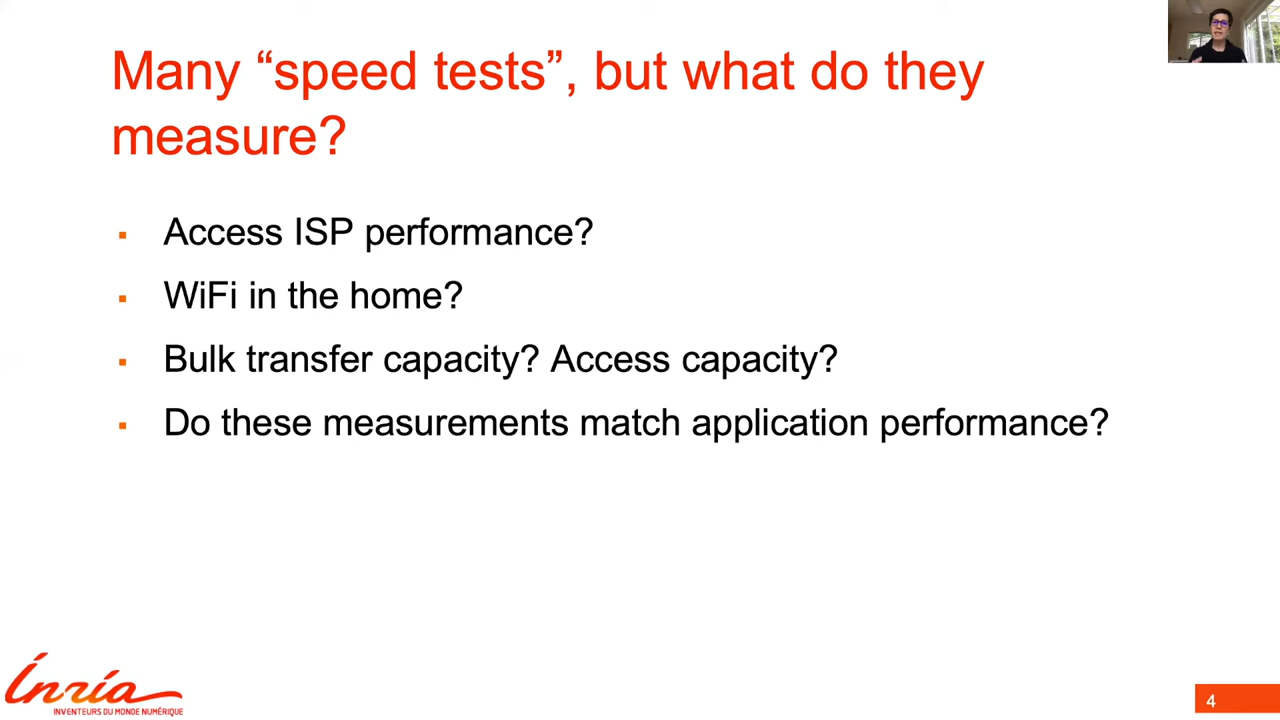 Many “speed tests”, but what do they
measure?
▪ Access ISP performance?
▪ WiFi in the home?
▪ Bulk transfer capacity? Access capacity?
▪ Do these measurements match application performance?
Inria
INVENTEURS DU MONDE NUMÉRIQUE
4